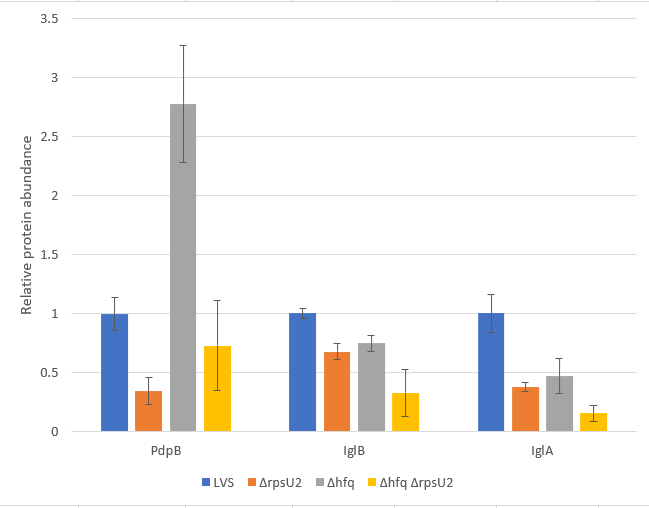 3.5
3
2.5
2
1.5
1
0.5
0
Relative protein abundance
PdpB IglB IglA
LVS ΔrpsU2 Δhfq Δhfq ΔrpsU2